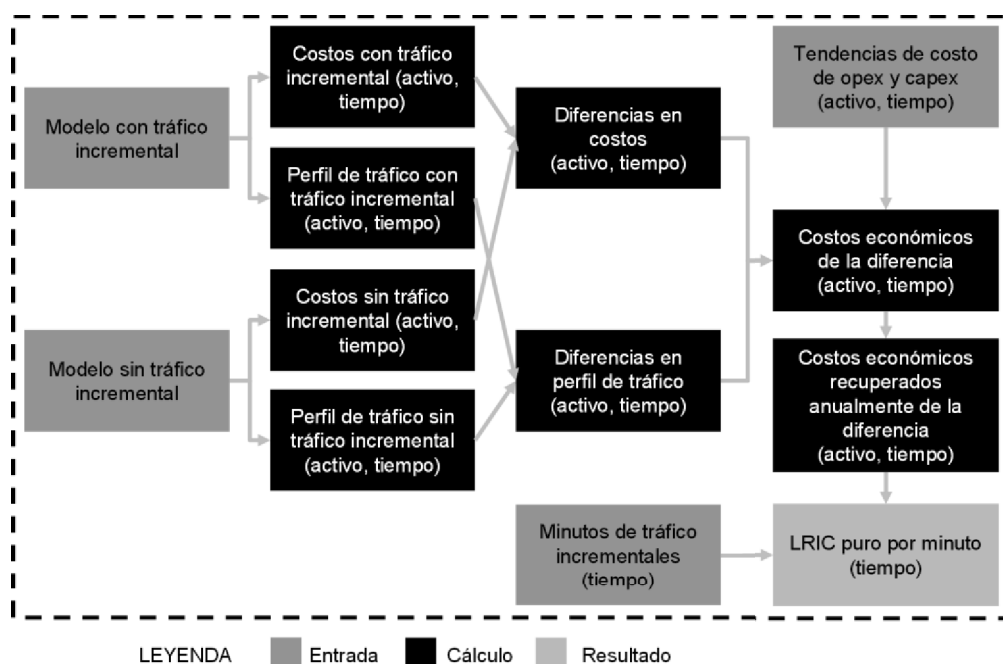 Modelo con tráfico
incremental
Modelo sin tráfico
incremental
Costos con tráfico
incremental (activo,
tiempo)
Perfil de tráfico con
tráfico incremental
(activo, tiempo)
Costos sin tráfico
incremental (activo,
tiempo)
Perfil de tráfico sin
tráfico incremental
(activo, tiempo)
Diferencias en
costos
(activo, tiempo)
Diferencias en
perfil de tráfico
(activo, tiempo)
Minutos de tráfico
incrementales
(tiempo)
Tendencias de costo
de opex y capex
(activo, tiempo)
Costos económicos
de la diferencia
(activo, tiempo)
Costos económicos
recuperados
anualmente de la
diferencia
(activo, tiempo)
LRIC puro por minuto
(tiempo)
LEYENDA Entrada Cálculo Resultado